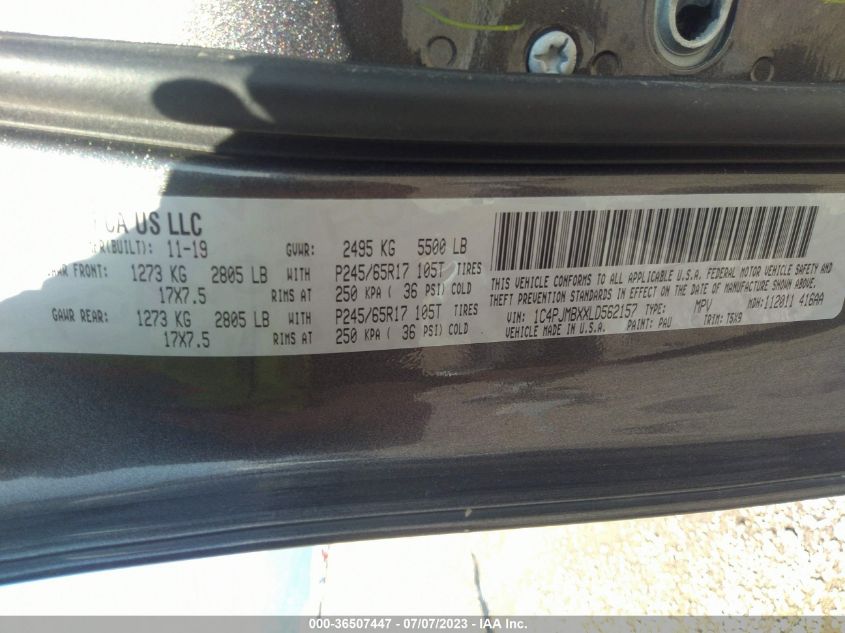 CA US LLC
(BUILT): 11-19 GVWR: 2495 KG 5500 LB
FRONT: 1273 KG 2805 LB WITH P245/65R17 105T TIRES
17X7.5 RIMS AT 250 KPA ( 36 PSI) COLD
GAWR REAR: 1273 KG 2805 LB WITH P245/65R17 105T TIRES
17X7.5 RIMS AT 250 KPA ( 36 PSI) COLD
THIS VEHICLE CONFORMS TO ALL APPLICABLE U.S.A. FEDERAL MOTOR VEHICLE SAFETY AND
THEFT PREVENTION STANDARDS IN EFFECT ON THE DATE OF MANUFACTURE SHOWN ABOVE.
VIN: 1C4PJMBXXLD562157 TYPE: MPV MDH: 112011 416AA
VEHICLE MADE IN U.S.A. PAINT: PAU TRIM: T5X9
000-36507447 - 07/07/2023 - IAA Inc.